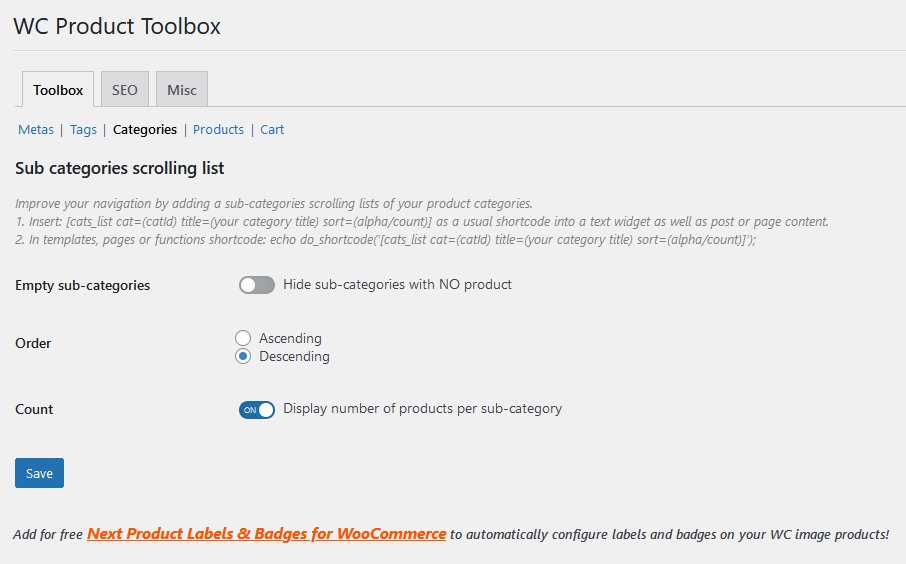 WC Product Toolbox
Toolbox SEO Misc
Metas | Tags | Categories | Products | Cart
Sub categories scrolling list
Improve your navigation by adding a sub-categories scrolling lists of your product categories.
1. Insert: [cats_list cat=(catId) title=(your category title) sort=(alpha/count)] as a usual shortcode into a text widget as well as post or page content.
2. In templates, pages or functions shortcode: echo do_shortcode('[cats_list cat=(catId) title=(your category title) sort=(alpha/count)]');
Empty sub-categories Hide sub-categories with NO product
Order Ascending
Descending
Count ON Display number of products per sub-category
Save
Add for free Next Product Labels & Badges for WooCommerce to automatically configure labels and badges on your WC image products!